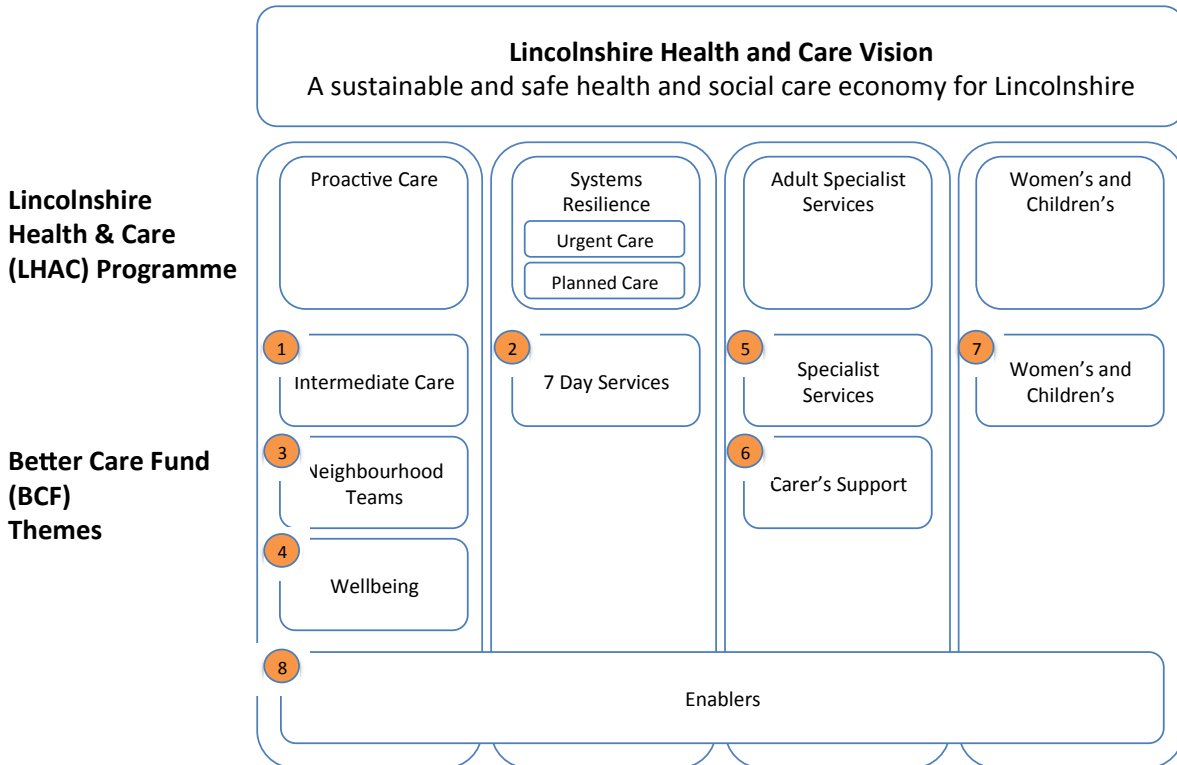 Lincolnshire Health and Care Vision
A sustainable and safe health and social care economy for Lincolnshire
Lincolnshire
Health & Care
(LHAC) Programme
Proactive Care
Systems
Resilience
Urgent Care
Planned Care
Adult Specialist
Services
Women’s and
Children’s
Better Care Fund
(BCF)
Themes
1
Intermediate Care
2
7 Day Services
5
Specialist
Services
7
Women’s and
Children’s
3
Neighbourhood
Teams
6
Carer’s Support
4
Wellbeing
8
Enablers